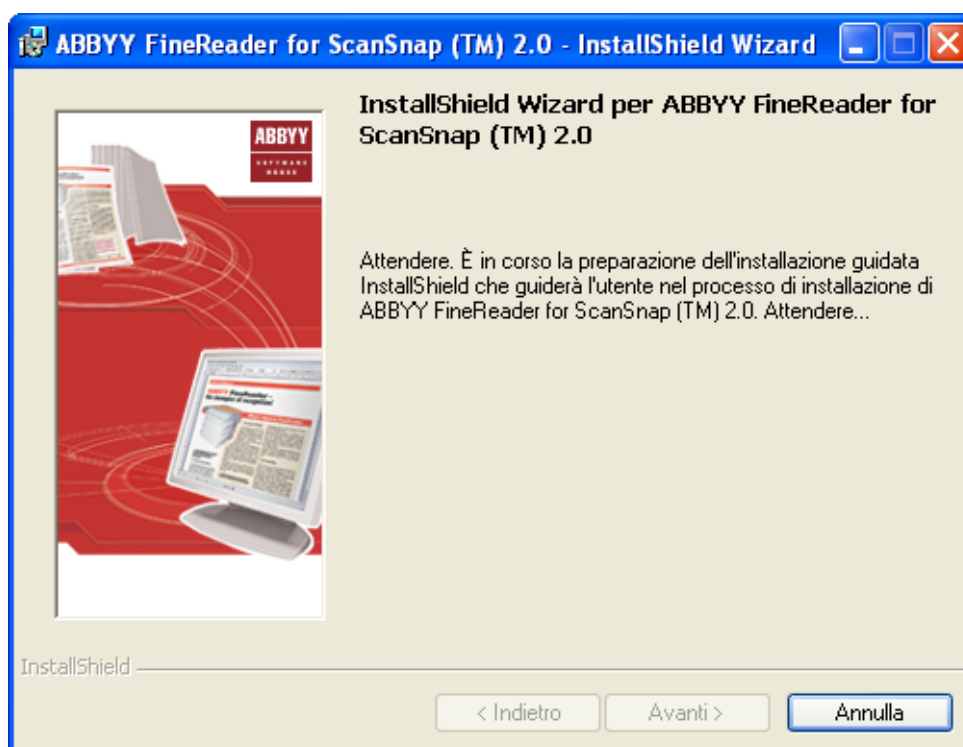 ABBYY FineReader for ScanSnap (TM) 2.0 - InstallShield Wizard
ABBYY
SOFTWARE
HOUSE
InstallShield Wizard per ABBYY FineReader for
ScanSnap (TM) 2.0
Attendere. È in corso la preparazione dell'installazione guidata
InstallShield che guiderà l'utente nel processo di installazione di
ABBYY FineReader for ScanSnap (TM) 2.0. Attendere...
InstallShield
< Indietro
Avanti >
Annulla